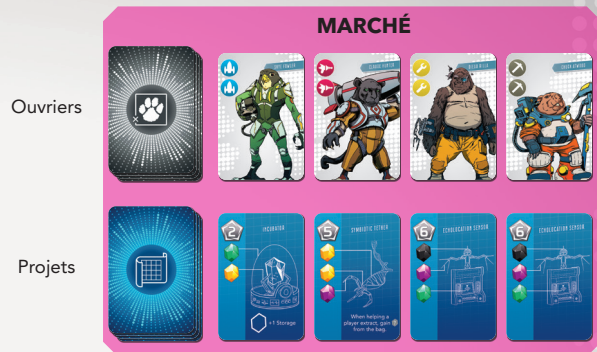 MARCHÉ
Ouvriers
Projets
2
INCUBATOR
+1 Storage
5
SYMBIOTIC TETHER
When helping a
player extract, gain
from the bag.
6
ECHOLOCATION SENSOR
6
ECHOLOCATION SENSOR